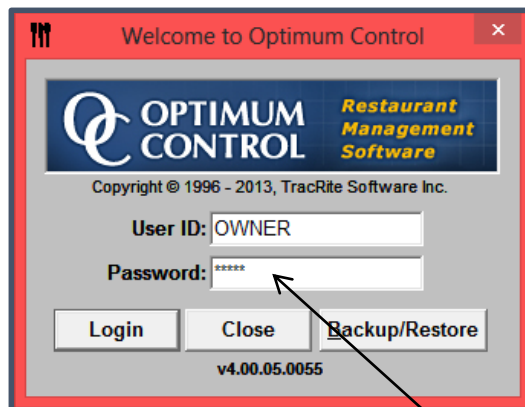 Welcome to Optimum Control
x
OC OPTIMUM CONTROL
Restaurant
Management
Software
Copyright © 1996 - 2013, TracRite Software Inc.
User ID: OWNER
Password: *****
Login Close Backup/Restore
v4.00.05.0055